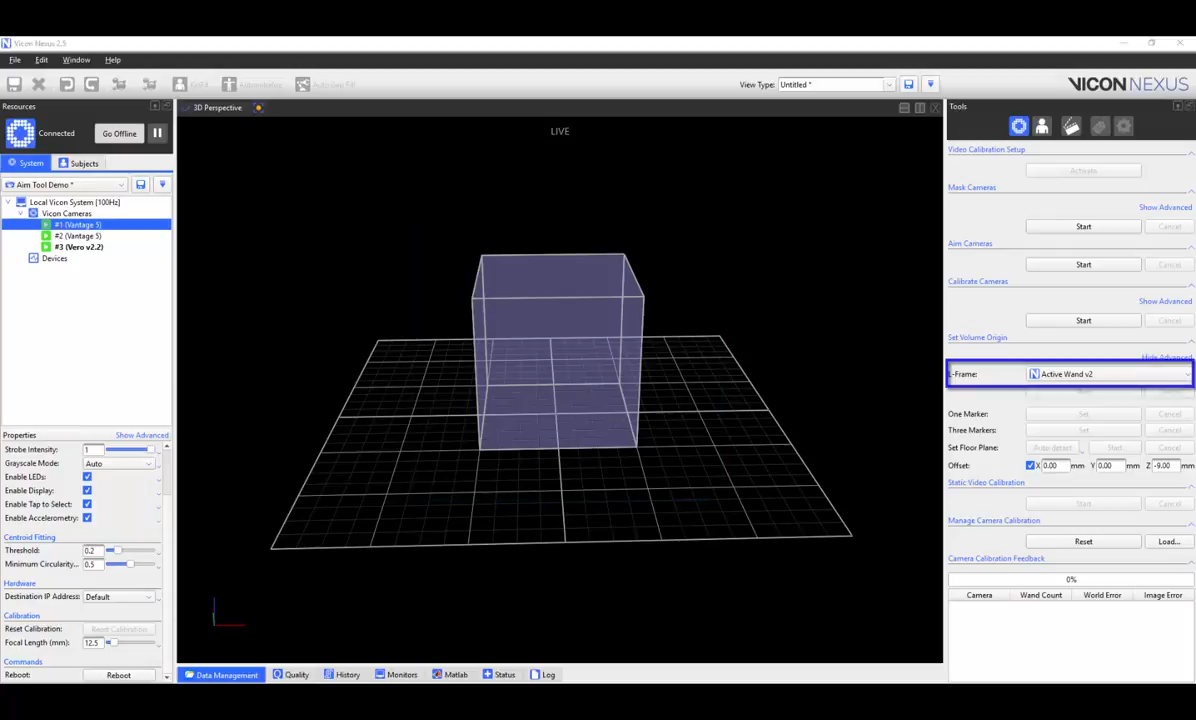 Vicon Nexus 2.5
File Edit Window Help
View Type: Untitled *
VICON NEXUS
Resources
Connected
Go Offline
System Subjects
Aim Tool Demo *
Local Vicon System [100Hz]
Vicon Cameras
#1 (Vantage 5)
#2 (Vantage 5)
#3 (Vero v2.2)
Devices
Properties Show Advanced
Strobe Intensity: 1
Grayscale Mode: Auto
Enable LEDs:
Enable Display:
Enable Tap to Select:
Enable Accelerometry:
Centroid Fitting
Threshold: 0.2
Minimum Circularity... 0.5
Hardware
Destination IP Address: Default
Calibration
Reset Calibration: Reset Calibration
Focal Length (mm): 12.5
Commands
Reboot: Reboot
3D Perspective
LIVE
Data Management Quality History Monitors Matlab Status Log
Tools
Video Calibration Setup
Activate
Mask Cameras
Show Advanced
Start Cancel
Aim Cameras
Start Cancel
Calibrate Cameras
Show Advanced
Start Cancel
Set Volume Origin
Hide Advanced
L-Frame: Active Wand v2
One Marker: Set Cancel
Three Markers: Set Cancel
Set Floor Plane: Auto detect Start Cancel
Offset: X 0.00 mm Y 0.00 mm Z -9.00 mm
Static Video Calibration
Start Cancel
Manage Camera Calibration
Reset Load...
Camera Calibration Feedback
0%
Camera Wand Count World Error Image Error